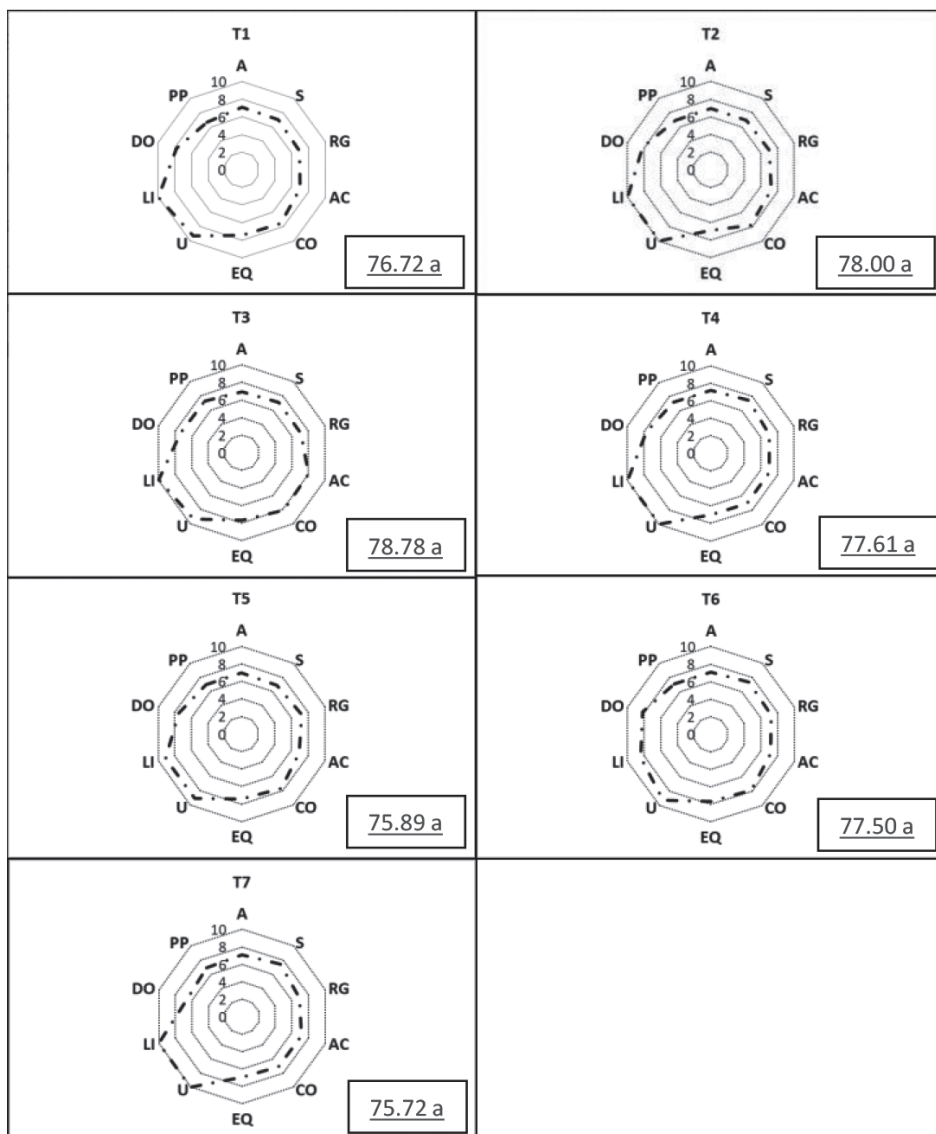 T1
A
10
PP
S
8
6
DO
RG
4
2
0
LI
AC
U
CO
EQ
76.72 a
T2
A
10
PP
S
8
6
DO
RG
4
2
0
LI
AC
U
CO
EQ
78.00 a
T3
A
10
PP
S
8
6
DO
RG
4
2
0
LI
AC
U
CO
EQ
78.78 a
T4
A
10
PP
S
8
6
DO
RG
4
2
0
LI
AC
U
CO
EQ
77.61 a
T5
A
10
PP
S
8
6
DO
RG
4
2
0
LI
AC
U
CO
EQ
75.89 a
T6
A
10
PP
S
8
6
DO
RG
4
2
0
LI
AC
U
CO
EQ
77.50 a
T7
A
10
PP
S
8
6
DO
RG
4
2
0
LI
AC
U
CO
EQ
75.72 a